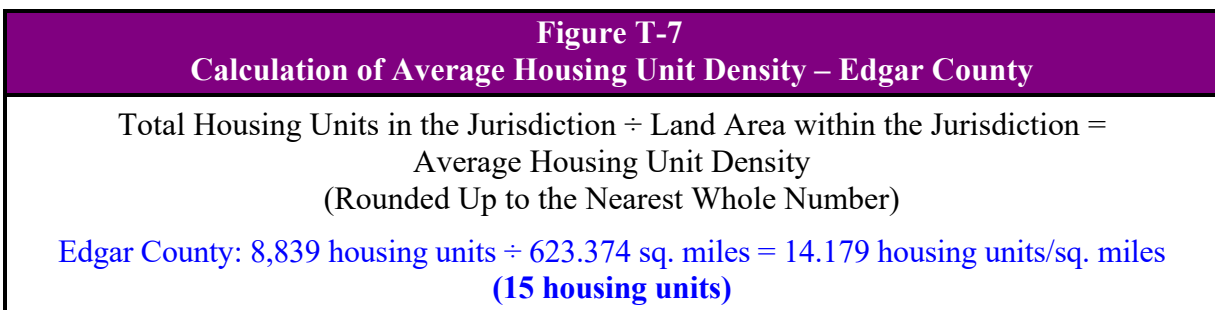 Figure T-7
Calculation of Average Housing Unit Density – Edgar County
Total Housing Units in the Jurisdiction ÷ Land Area within the Jurisdiction =
Average Housing Unit Density
(Rounded Up to the Nearest Whole Number)
Edgar County: 8,839 housing units ÷ 623.374 sq. miles = 14.179 housing units/sq. miles
(15 housing units)